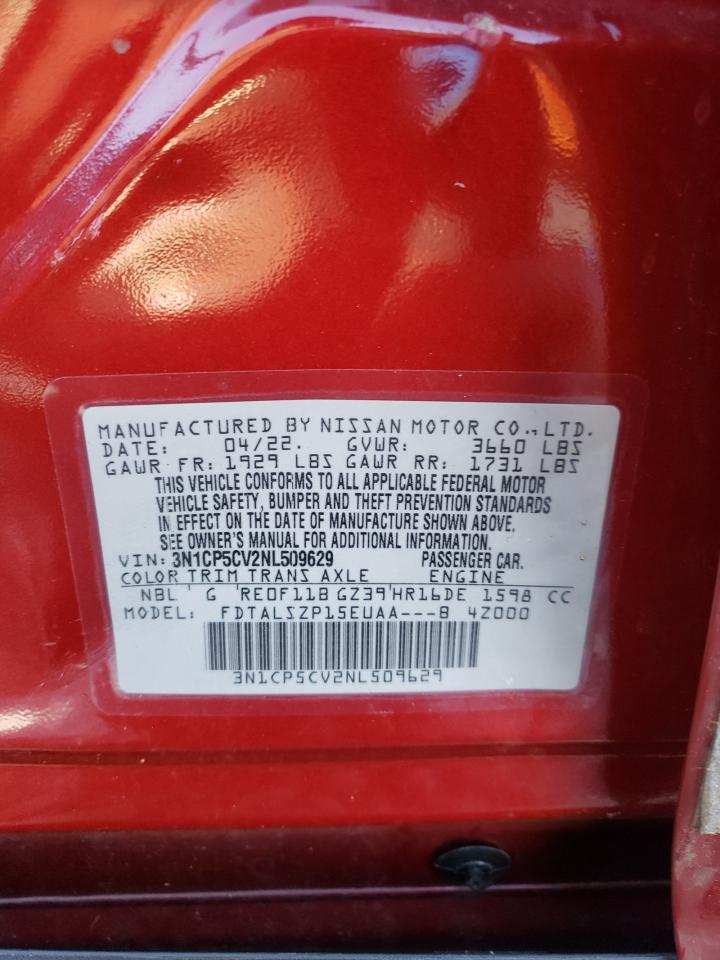 MANUFACTURED BY NISSAN MOTOR CO., LTD.
DATE: 04/22. GVWR: 3660 LBS
GAWR FR: 1929 LBS GAWR RR: 1731 LBS
THIS VEHICLE CONFORMS TO ALL APPLICABLE FEDERAL MOTOR
VEHICLE SAFETY, BUMPER AND THEFT PREVENTION STANDARDS
IN EFFECT ON THE DATE OF MANUFACTURE SHOWN ABOVE.
SEE OWNER'S MANUAL FOR ADDITIONAL INFORMATION.
VIN: 3N1CP5CV2NL509629 PASSENGER CAR.
COLOR TRIM TRANS AXLE ENGINE
NBL G RE0F11B GZ39 HR16DE 1598 CC
MODEL: FDTALSZP15EUAA---B 4Z000
3N1CP5CV2NL509629